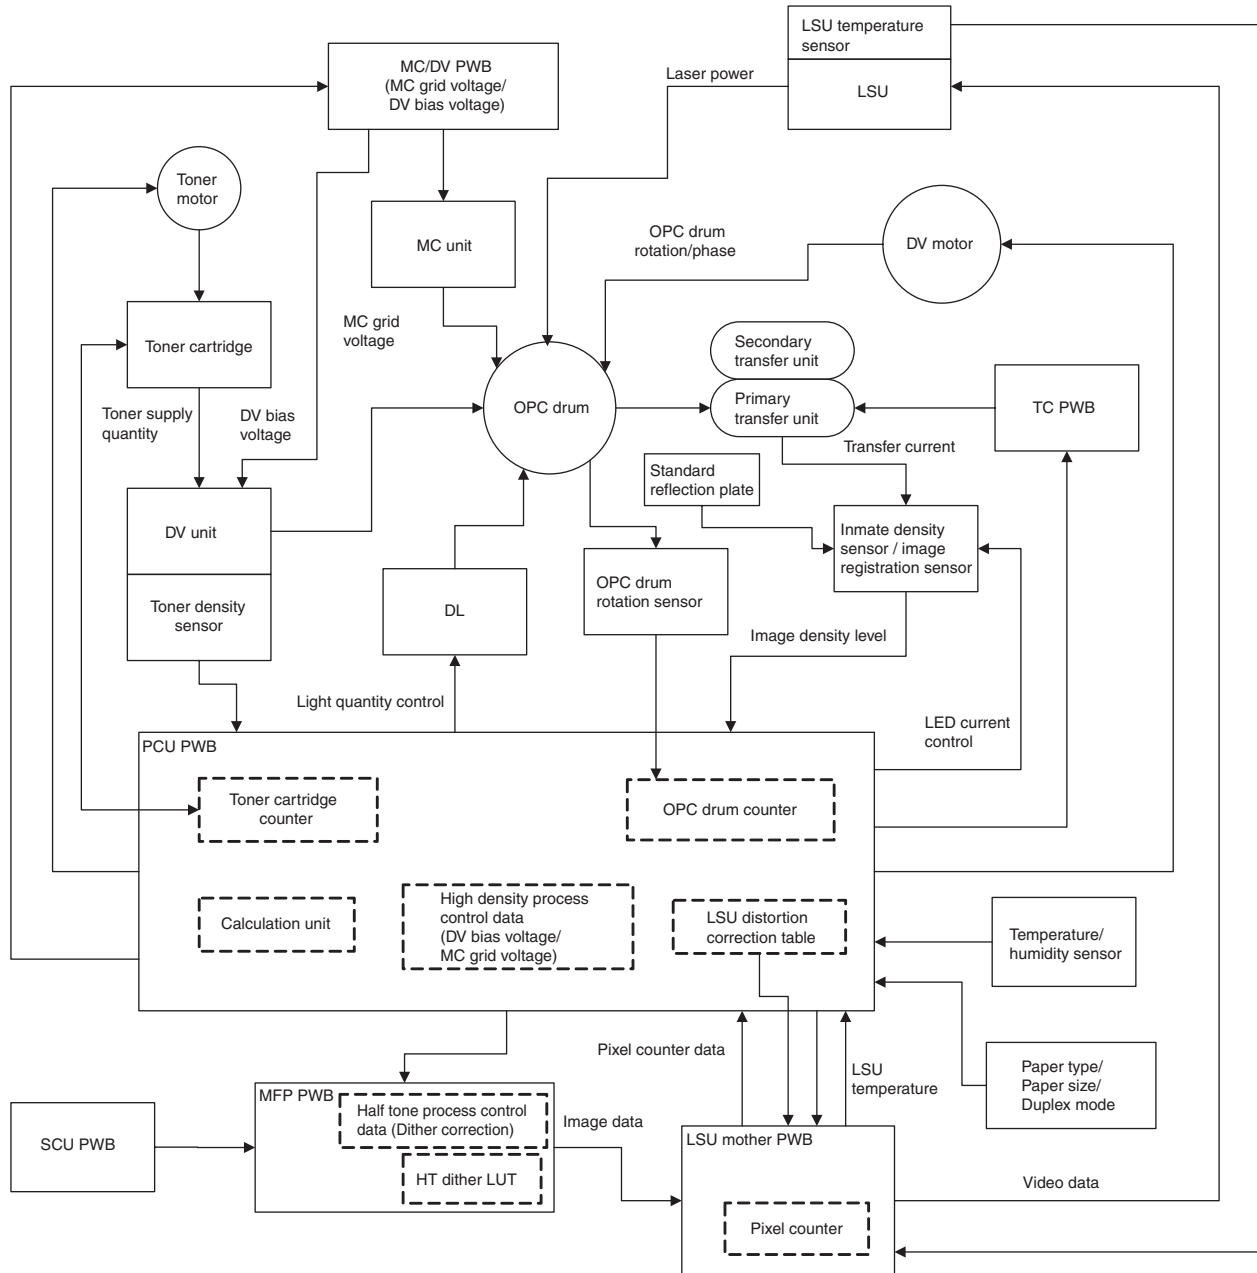 LSU temperature
sensor
LSU
Laser power
MC/DV PWB
(MC grid voltage/
DV bias voltage)
Toner
motor
MC unit
OPC drum
rotation/phase
DV motor
MC grid
voltage
Toner cartridge
Secondary
transfer unit
Primary
transfer unit
OPC drum
TC PWB
Toner supply
quantity
DV bias
voltage
Transfer current
Standard
reflection plate
DV unit
Inmate density
sensor / image
registration sensor
Toner density
sensor
DL
OPC drum
rotation sensor
Image density level
Light quantity control
LED current
control
PCU PWB
Toner cartridge
counter
OPC drum counter
Calculation unit
High density process
control data
(DV bias voltage/
MC grid voltage)
LSU distortion
correction table
Temperature/
humidity sensor
Pixel counter data
LSU
temperature
Paper type/
Paper size/
Duplex mode
MFP PWB
Half tone process control
data (Dither correction)
Image data
SCU PWB
HT dither LUT
LSU mother PWB
Video data
Pixel counter